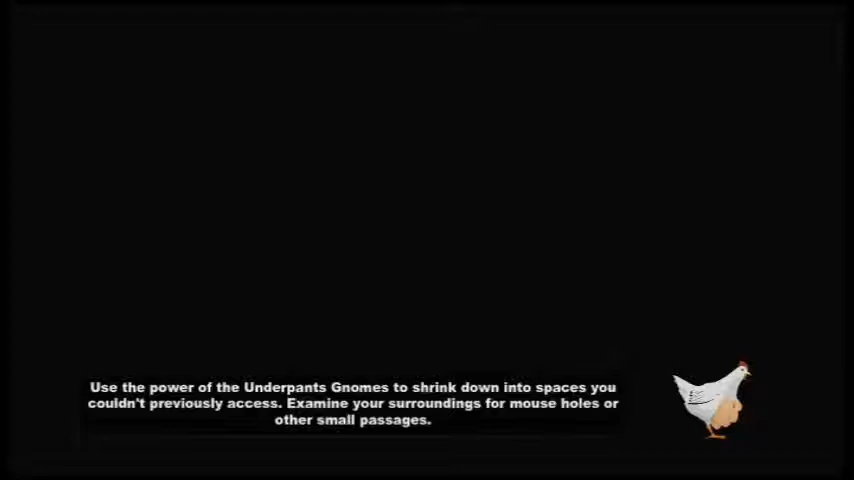 Use the power of the Underpants Gnomes to shrink down into spaces you
couldn't previously access. Examine your surroundings for mouse holes or
other small passages.